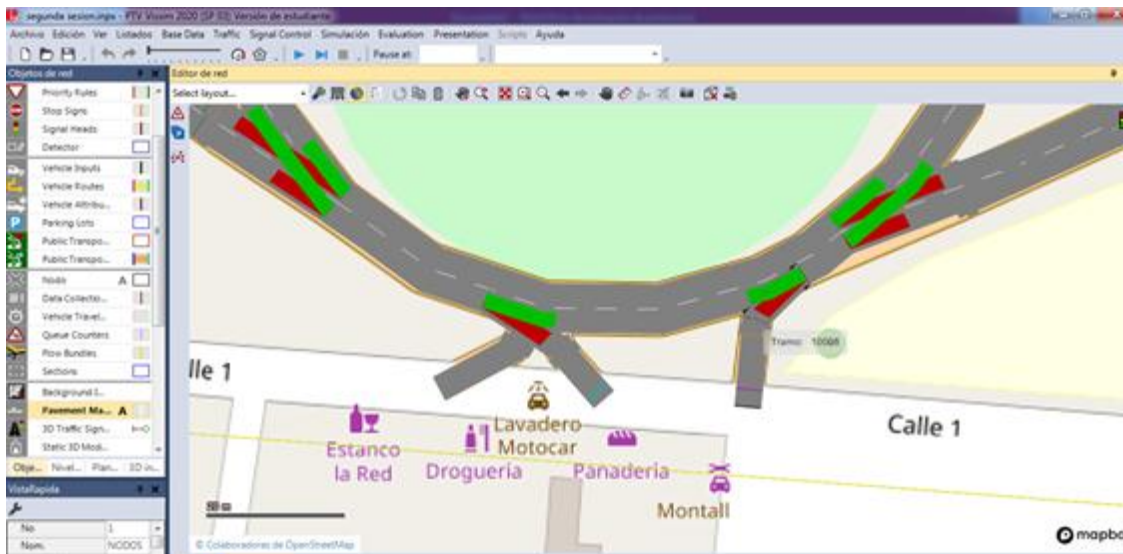 segunda sesion.inpx - PTV Vissim 2020 (SP 03) Versión de estudiante
Archivo Edición Ver Listados Base Data Traffic Signal Control Simulación Evaluation Presentation Scripts Ayuda
Pause at:
Objetos de red
Editor de red
Select layout...
Priority Rules
Stop Signs
Signal Heads
Detector
Vehicle Inputs
Vehicle Routes
Vehicle Attribu...
Parking Lots
Public Transpo...
Public Transpo...
Nodo A
Data Collectio...
Vehicle Travel...
Queue Counters
Flow Bundles
Sections
Background I...
Pavement Ma... A
3D Traffic Sign...
Static 3D Mod...
Obje... Nivel... Plan... 3D in...
VistaRapida
No. 1
Nom. NODOS
Tramo:
lle 1
Calle 1
Lavadero
Motocar
Estanco
la Red
Droguería
Panaderia
Montall
© Colaboradores de OpenStreetMap
mapbo